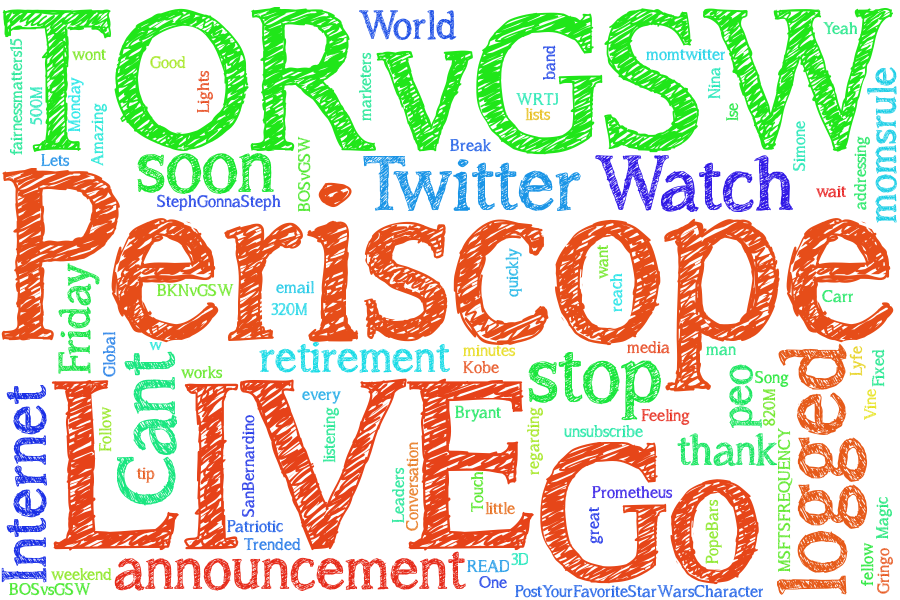 World
Yeah
TORvGSW
fairnessmatters15
500M
wont
Monday
Amazing
Good
Lights
marketers
band
WRTJ
lists
momtwitter
Nina
Ise
Simone
addressing
momsrule
Lets
Break
soon
StephGonnaSteph
BOSvGSW
Twitter
Watch
wait
Periscope
Friday
BKNvGSW
email
320M
quickly
want
reach
Carr
Global
w
retirement
minutes
Kobe
media
man
works
Cant
stop
peo
Song
820M
Lyfe
Fixed
Vine
Internet
LIVE
Follow
tip
every
listening
SanBernardino
Bryant
regarding
Feeling
unsubscribe
thank
logged
Leaders
Conversation
Touch
little
Go
Prometheus
great
PopeBars
MSFTSFREQUENCY
Magic
Patriotic
Trended
announcement
READ
3D
One
weekend
BOSvsGSW
PostYourFavoriteStarWarsCharacter
fellow
Gringo